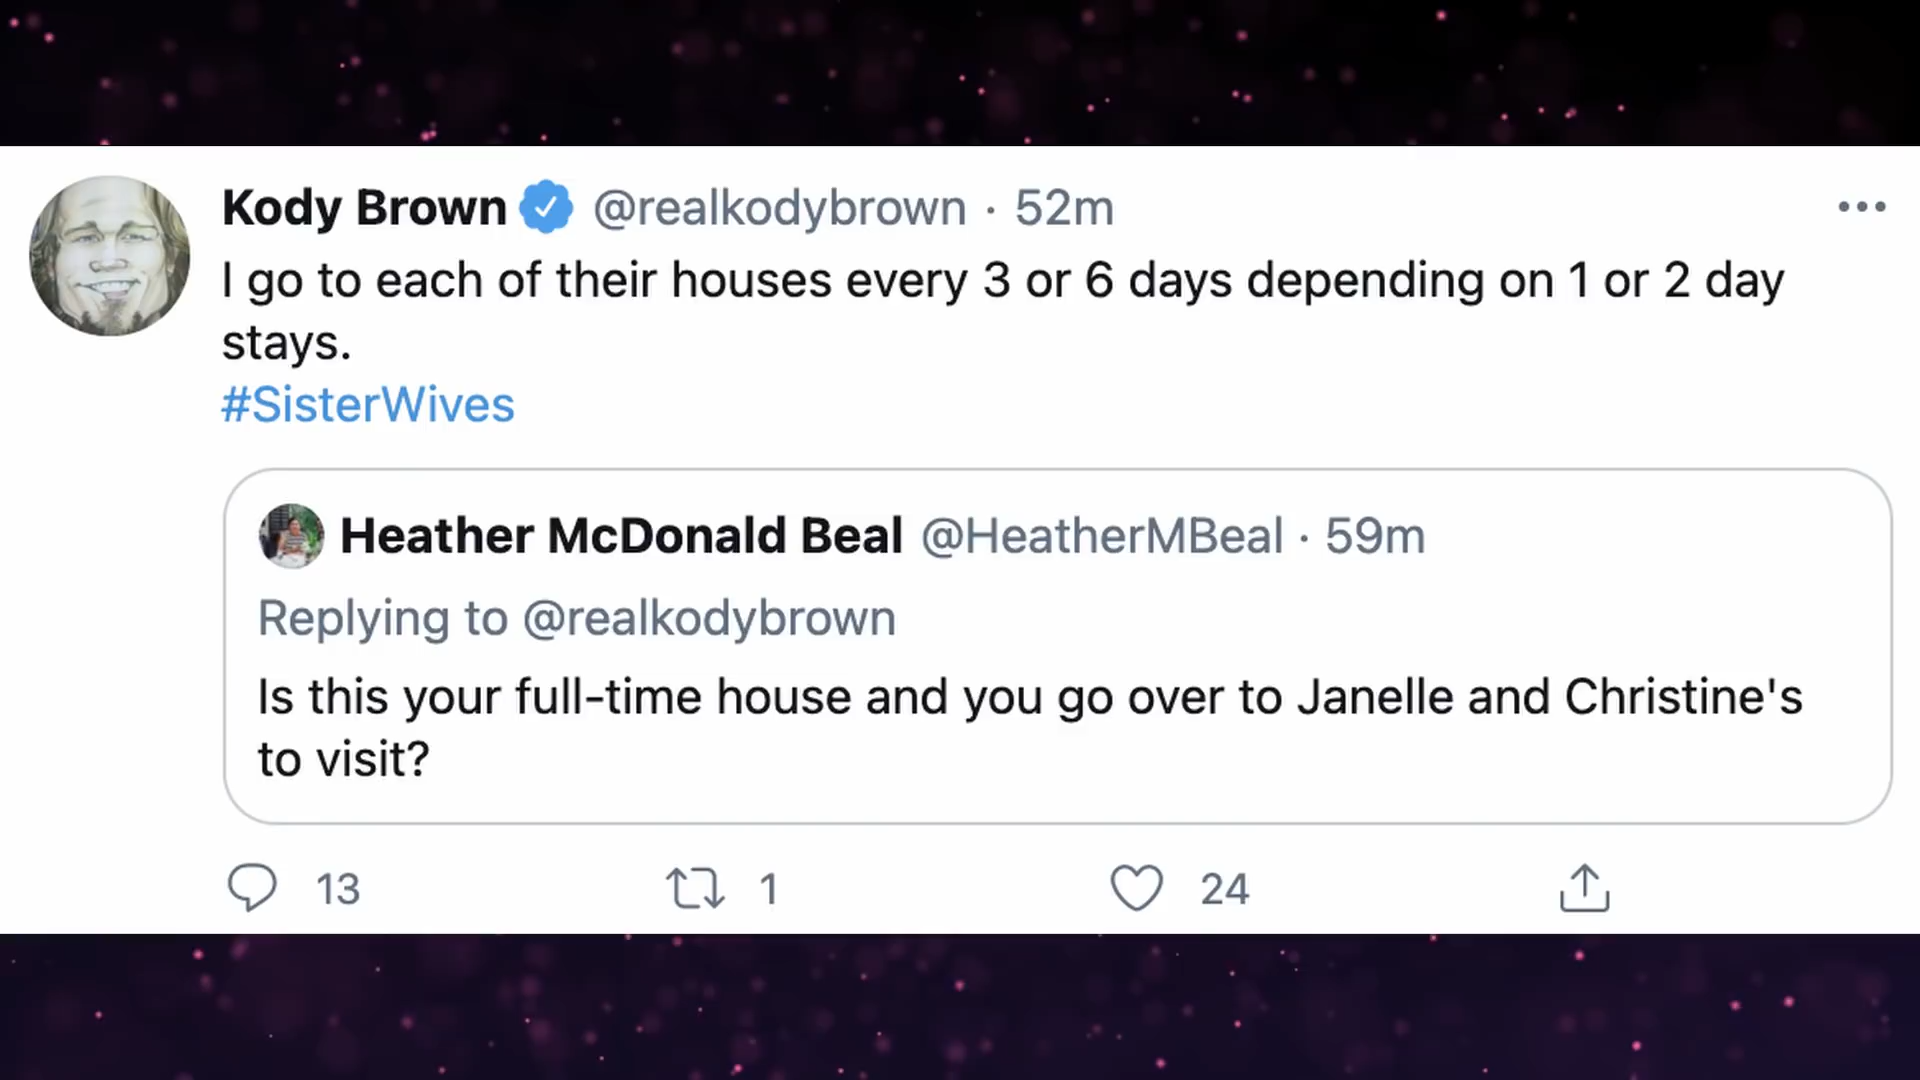 Kody Brown @realkodybrown · 52m
I go to each of their houses every 3 or 6 days depending on 1 or 2 day
stays.
#SisterWives
Heather McDonald Beal @HeatherMBeal · 59m
Replying to @realkodybrown
Is this your full-time house and you go over to Janelle and Christine's
to visit?
13 1 24